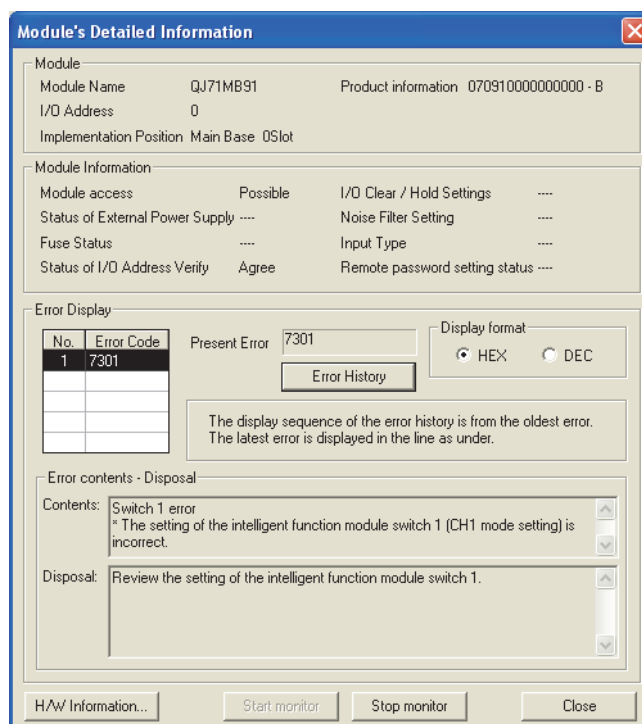 Module's Detailed Information
Module
Module Name QJ71MB91 Product information 070910000000000 - B
I/O Address 0
Implementation Position Main Base 0Slot
Module Information
Module access Possible I/O Clear / Hold Settings ----
Status of External Power Supply ---- Noise Filter Setting ----
Fuse Status ---- Input Type ----
Status of I/O Address Verify Agree Remote password setting status ----
Error Display
No. Error Code
1 7301
Present Error 7301
Display format
HEX DEC
Error History
The display sequence of the error history is from the oldest error.
The latest error is displayed in the line as under.
Error contents - Disposal
Contents: Switch 1 error
* The setting of the intelligent function module switch 1 (CH1 mode setting) is
incorrect.
Disposal: Review the setting of the intelligent function module switch 1.
H/W Information... Start monitor Stop monitor Close